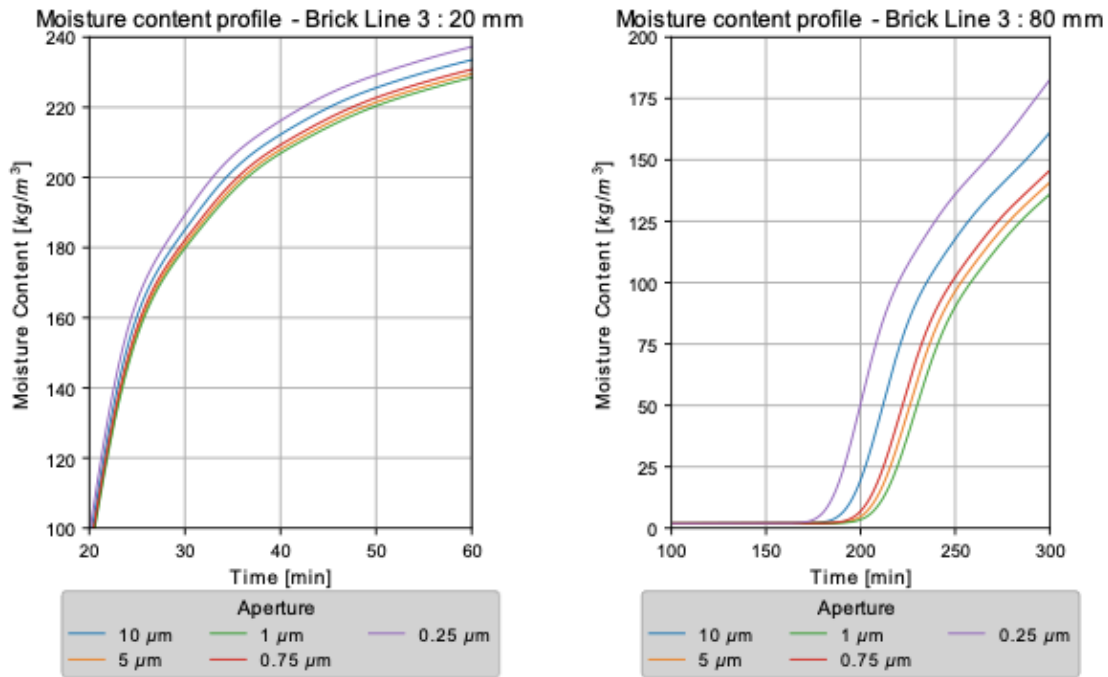 Moisture content profile - Brick Line 3 : 20 mm
240
220
200
180
160
140
120
100
Moisture Content [kg/m³]
20 30 40 50 60
Time [min]
Aperture
10 μm 1 μm 0.25 μm
5 μm 0.75 μm
Moisture content profile - Brick Line 3 : 80 mm
200
175
150
125
100
75
50
25
0
Moisture Content [kg/m³]
100 150 200 250 300
Time [min]
Aperture
10 μm 1 μm 0.25 μm
5 μm 0.75 μm